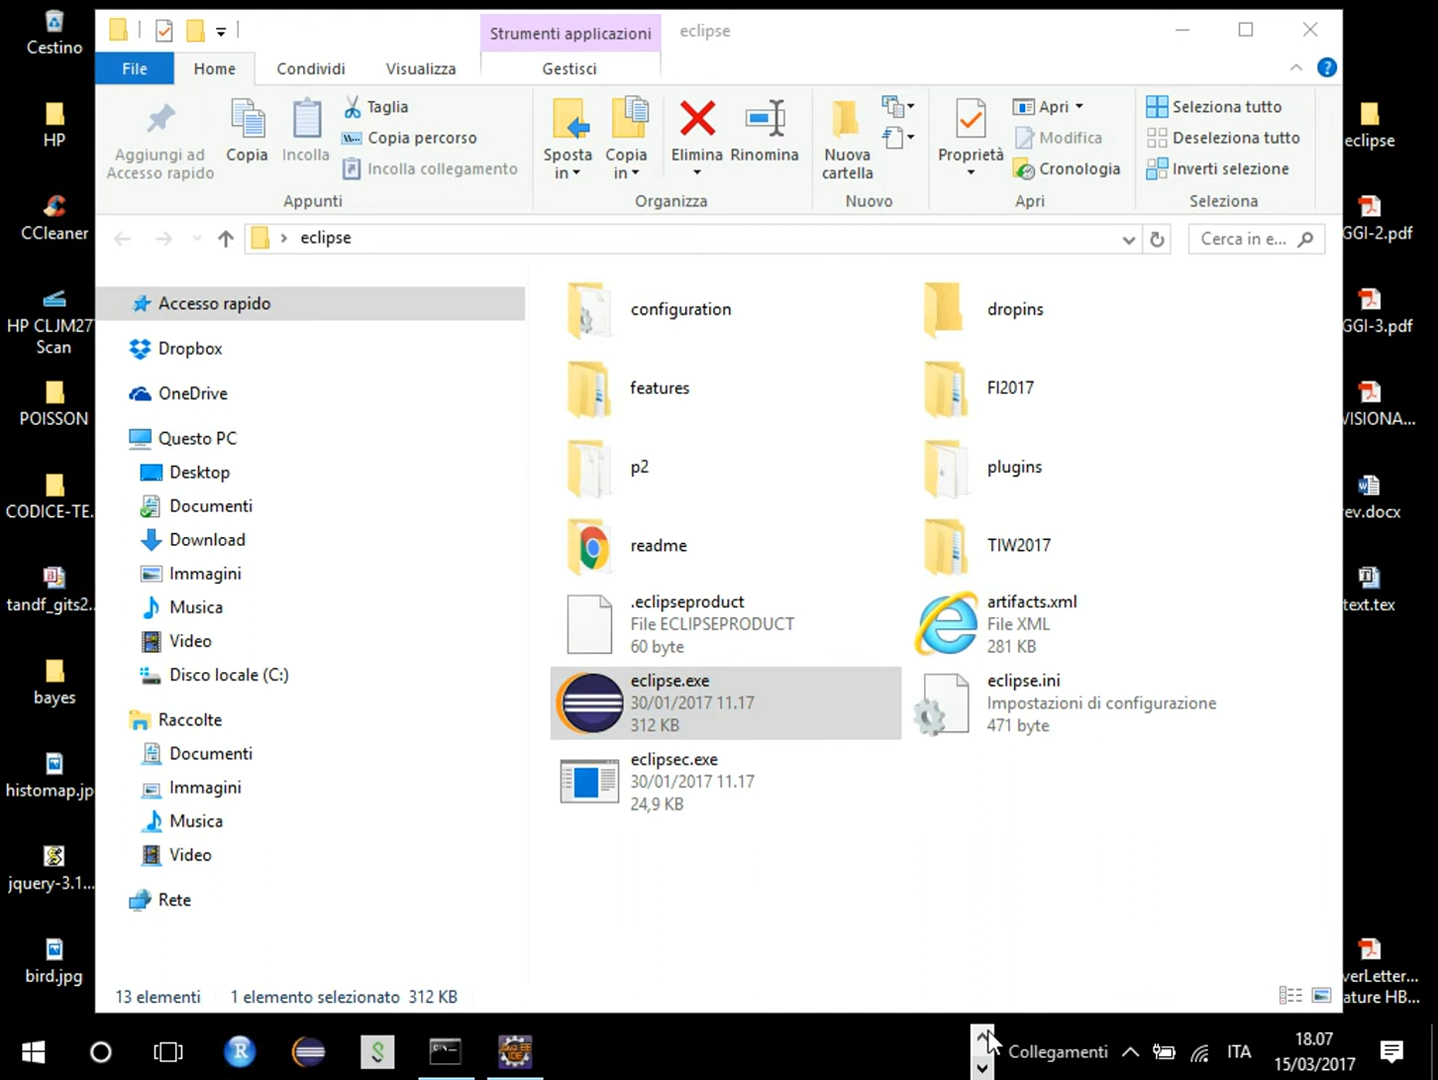 Strumenti applicazioni
eclipse
File
Home
Condividi
Visualizza
Gestisci
Aggiungi ad
Accesso rapido
Copia
Incolla
Taglia
Copia percorso
Incolla collegamento
Appunti
Sposta
in
Copia
in
Elimina
Rinomina
Organizza
Nuova
cartella
Nuovo
Proprietà
Apri
Modifica
Cronologia
Apri
Seleziona tutto
Deseleziona tutto
Inverti selezione
Seleziona
eclipse
Cerca in e...
Accesso rapido
Dropbox
OneDrive
Questo PC
Desktop
Documenti
Download
Immagini
Musica
Video
Disco locale (C:)
Raccolte
Documenti
Immagini
Musica
Video
Rete
configuration
dropins
features
FI2017
p2
plugins
readme
TIW2017
.eclipseproduct
File ECLIPSEPRODUCT
60 byte
artifacts.xml
File XML
281 KB
eclipse.exe
30/01/2017 11.17
312 KB
eclipse.ini
Impostazioni di configurazione
471 byte
eclipsec.exe
30/01/2017 11.17
24,9 KB
13 elementi
1 elemento selezionato 312 KB
Cestino
HP
CCleaner
HP CLJM27
Scan
POISSON
CODICE-TE...
tandf_gits2...
bayes
histomap.jp
jquery-3.1...
bird.jpg
eclipse
GGI-2.pdf
GGI-3.pdf
VISIONA...
rev.docx
text.tex
verLetter...
ature HB...
Collegamenti
ITA
18.07
15/03/2017